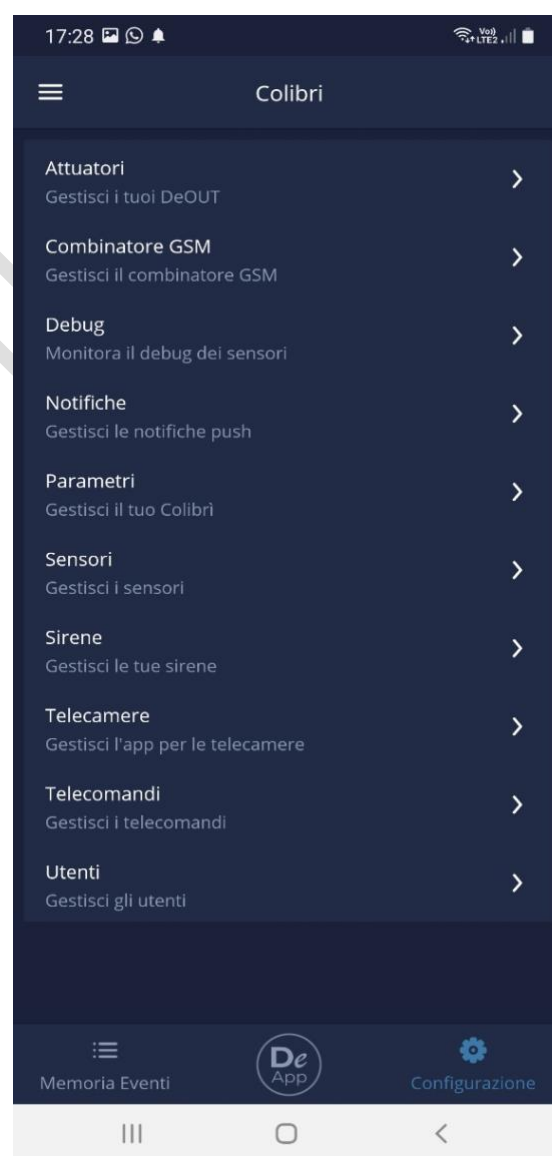 17:28
Vo))
LTE2
Colibri
Attuatori
Gestisci i tuoi DeOUT
Combinatore GSM
Gestisci il combinatore GSM
Debug
Monitora il debug dei sensori
Notifiche
Gestisci le notifiche push
Parametri
Gestisci il tuo Colibrì
Sensori
Gestisci i sensori
Sirene
Gestisci le tue sirene
Telecamere
Gestisci l'app per le telecamere
Telecomandi
Gestisci i telecomandi
Utenti
Gestisci gli utenti
Memoria Eventi
De
App
Configurazione